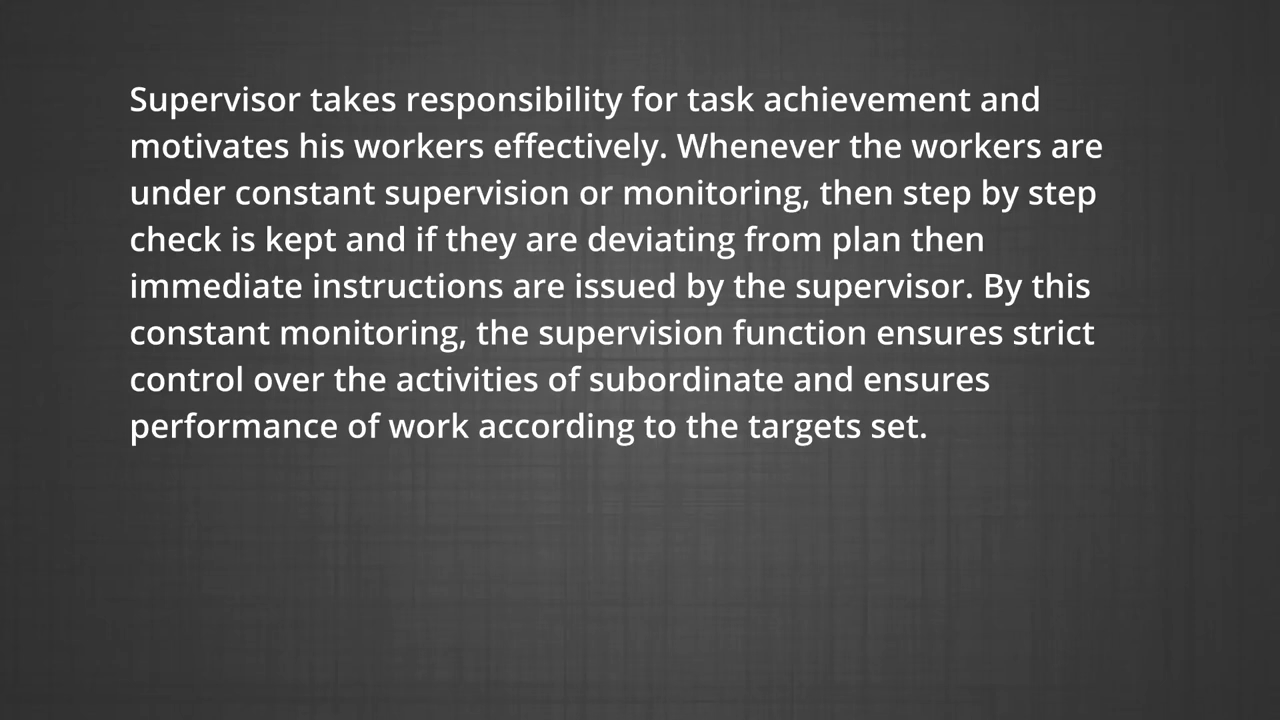 Supervisor takes responsibility for task achievement and
motivates his workers effectively. Whenever the workers are
under constant supervision or monitoring, then step by step
check is kept and if they are deviating from plan then
immediate instructions are issued by the supervisor. By this
constant monitoring, the supervision function ensures strict
control over the activities of subordinate and ensures
performance of work according to the targets set.